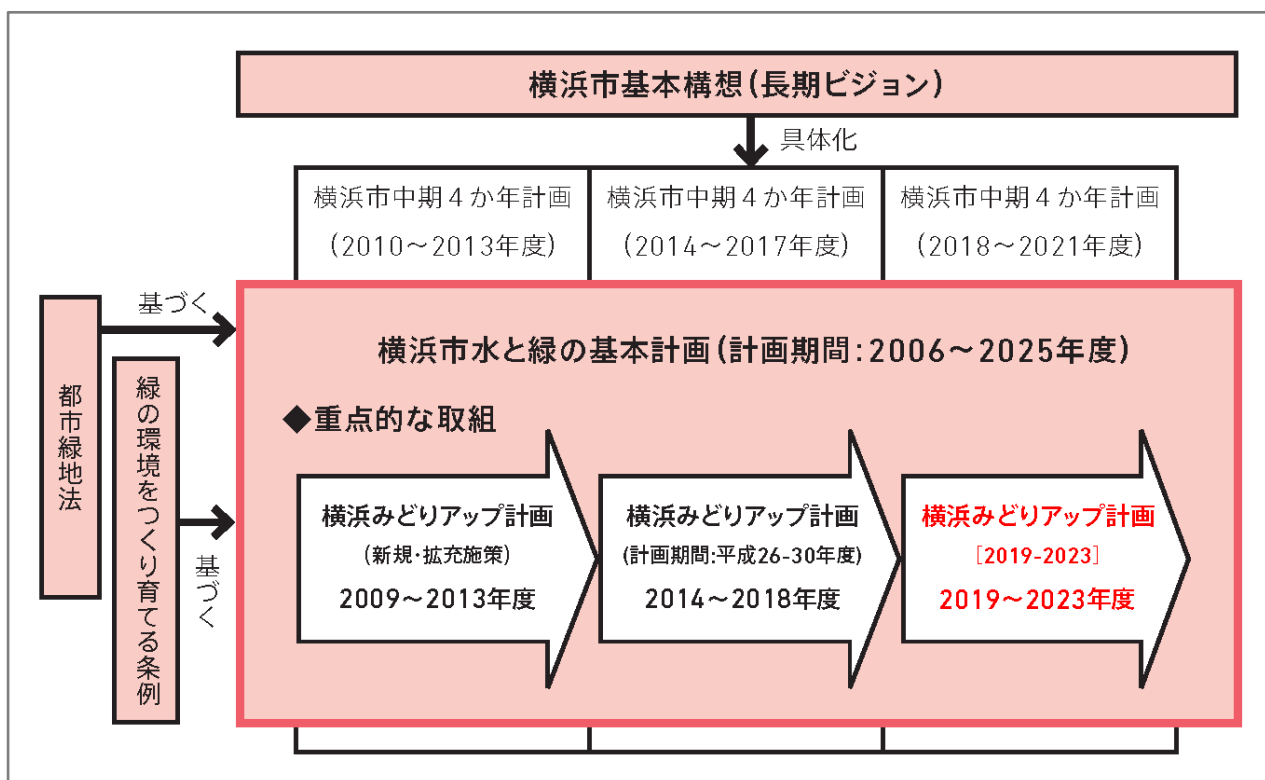 横浜市基本構想(長期ビジョン)
具体化
横浜市中期4か年計画
(2010～2013年度)
横浜市中期4か年計画
(2014～2017年度)
横浜市中期4か年計画
(2018～2021年度)
都市緑地法
基づく
緑の環境をつくり育てる条例
基づく
横浜市水と緑の基本計画(計画期間:2006～2025年度)
◆重点的な取組
横浜みどりアップ計画
(新規・拡充施策)
2009～2013年度
横浜みどりアップ計画
(計画期間:平成26-30年度)
2014～2018年度
横浜みどりアップ計画
[2019-2023]
2019～2023年度